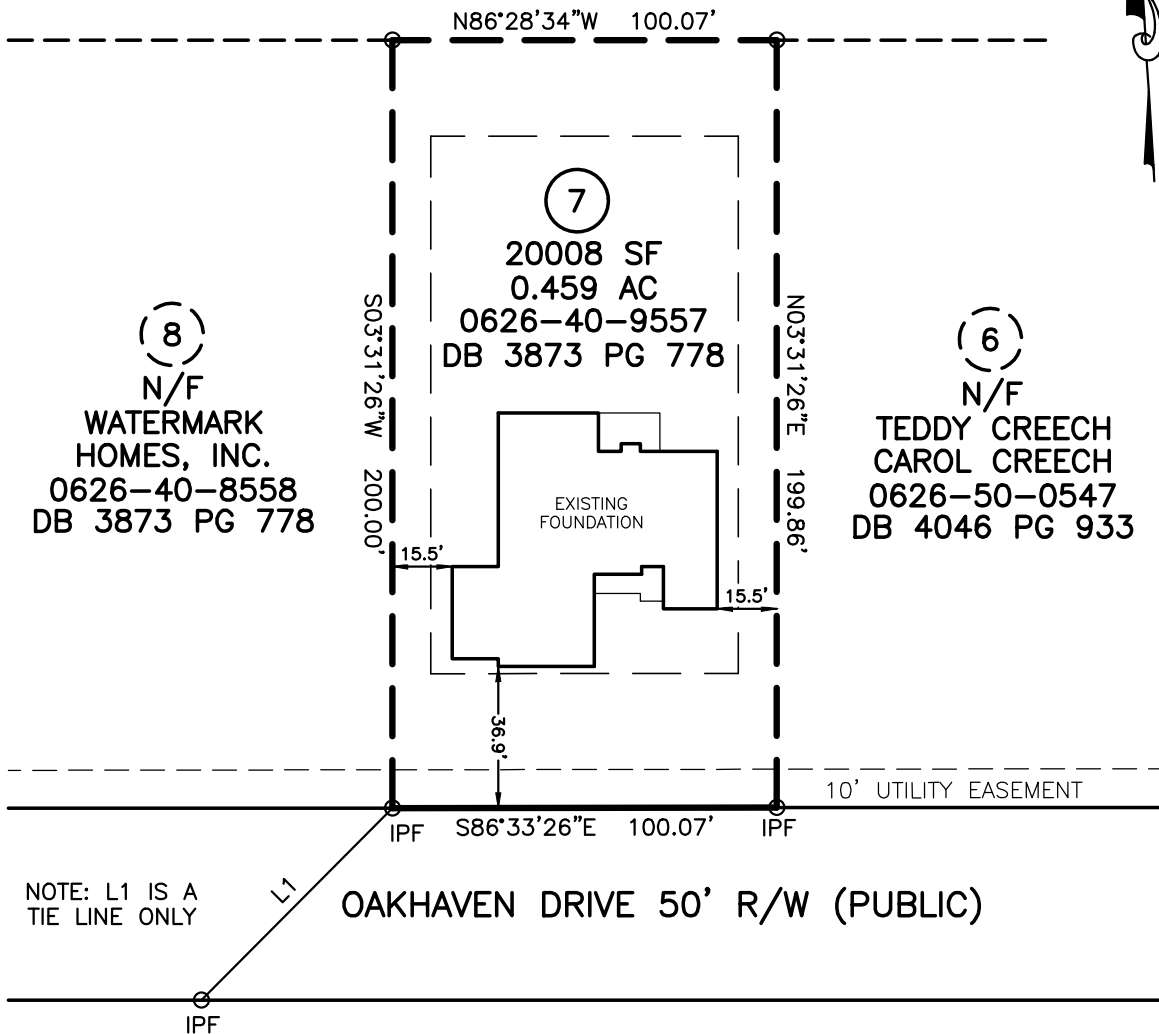 N86°28'34"W 100.07'
7
20008 SF
0.459 AC
0626-40-9557
DB 3873 PG 778
S03°31'26"W 200.00'
N03°31'26"E 199.86'
8
N/F
WATERMARK
HOMES, INC.
0626-40-8558
DB 3873 PG 778
6
N/F
TEDDY CREECH
CAROL CREECH
0626-50-0547
DB 4046 PG 933
EXISTING
FOUNDATION
15.5'
15.5'
36.9'
10' UTILITY EASEMENT
IPF
S86°33'26"E 100.07'
IPF
NOTE: L1 IS A
TIE LINE ONLY
L1
OAKHAVEN DRIVE 50' R/W (PUBLIC)
IPF